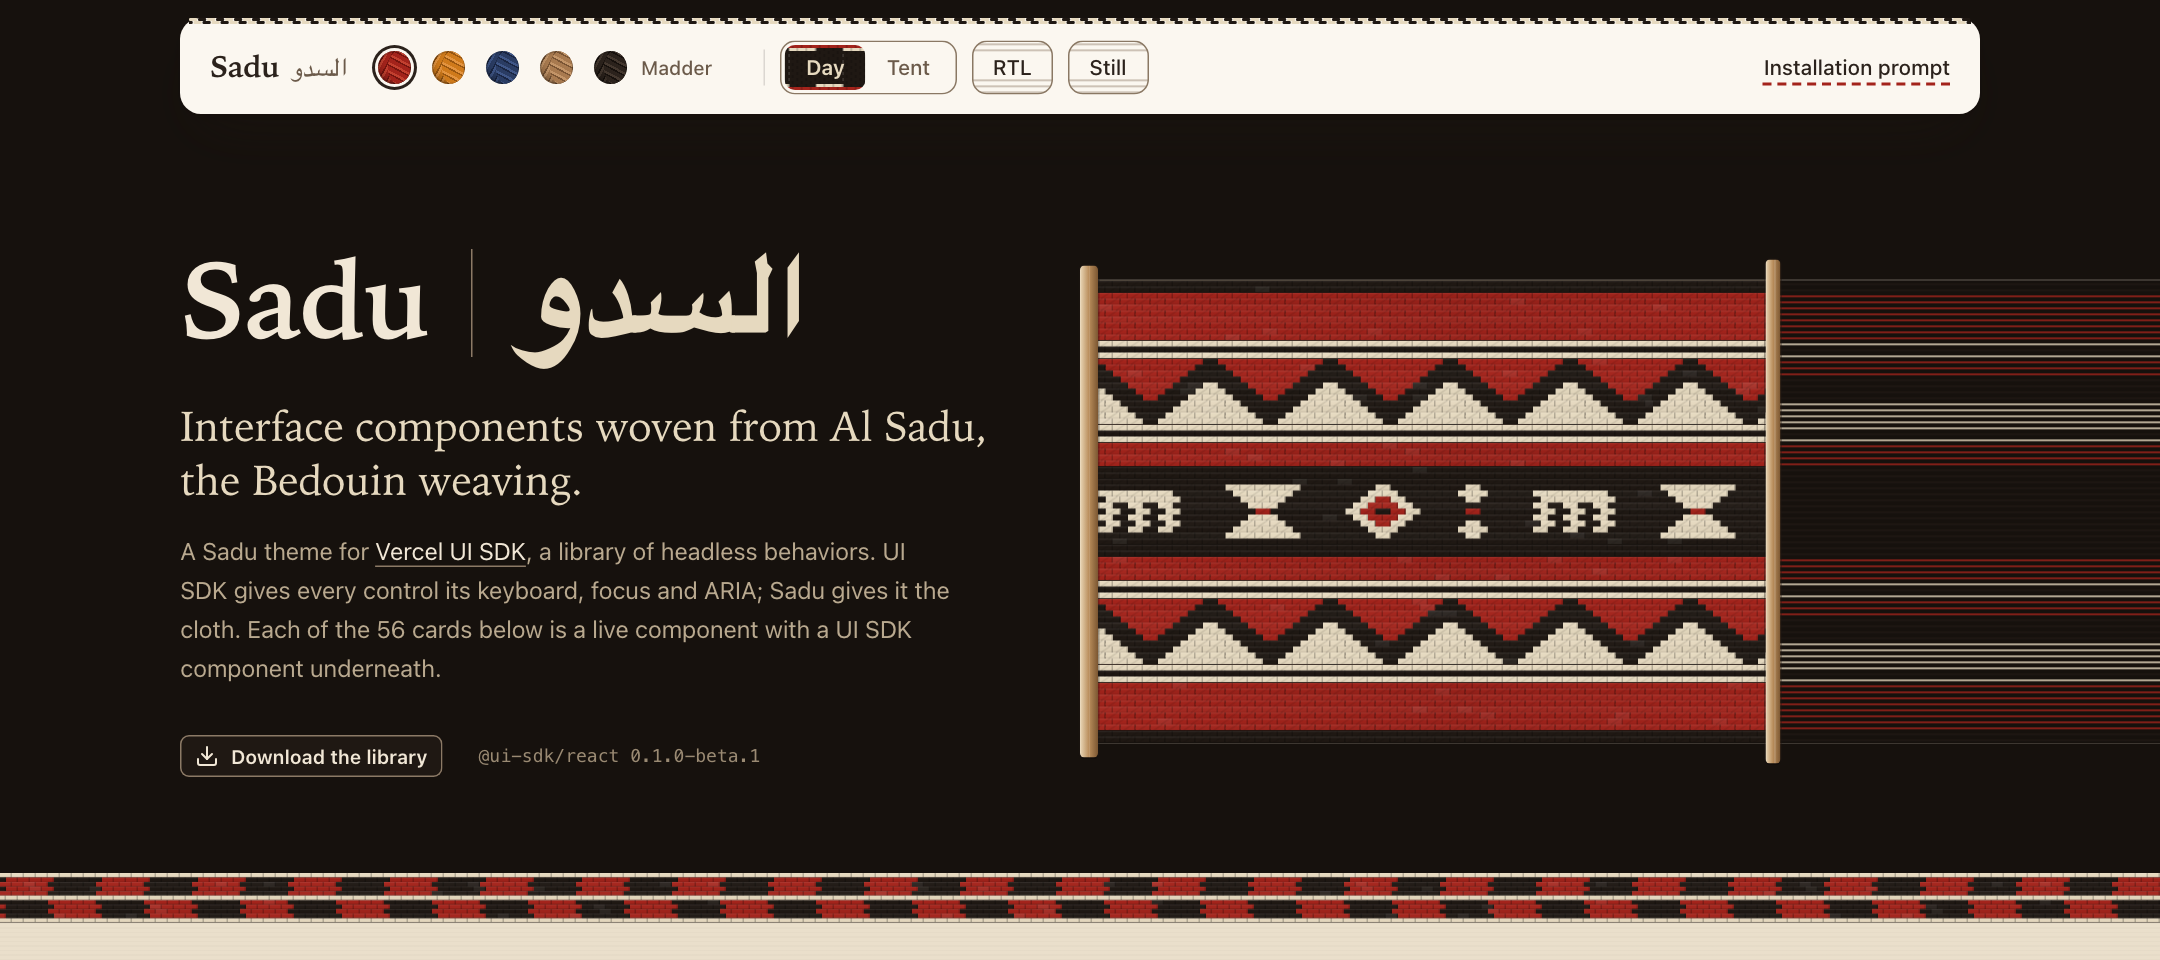 Sadu السدو
Madder
Day
Tent
RTL
Still
Installation prompt
Sadu
السدو
Interface components woven from Al Sadu,
the Bedouin weaving.
A Sadu theme for Vercel UI SDK, a library of headless behaviors. UI
SDK gives every control its keyboard, focus and ARIA; Sadu gives it the
cloth. Each of the 56 cards below is a live component with a UI SDK
component underneath.
Download the library
@ui-sdk/react 0.1.0-beta.1